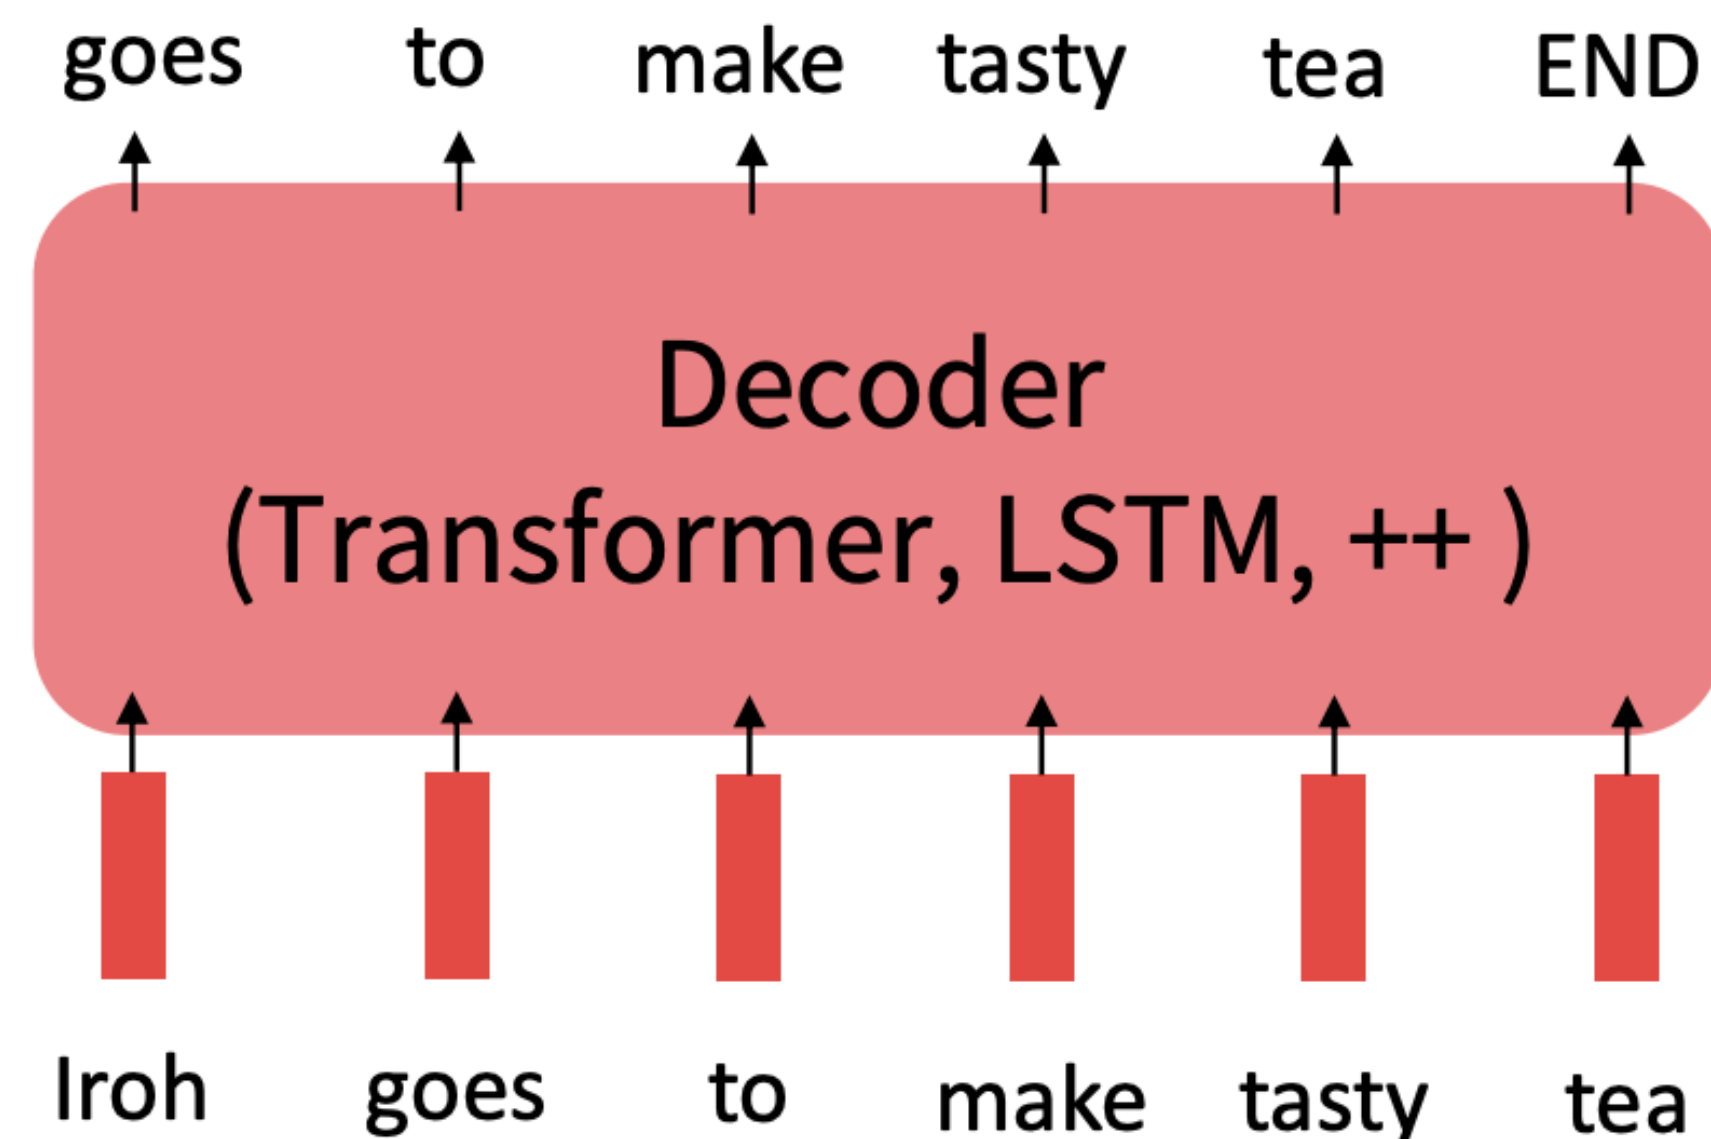 goes to make tasty tea END
Decoder
(Transformer, LSTM, ++ )
Iroh goes to make tasty tea